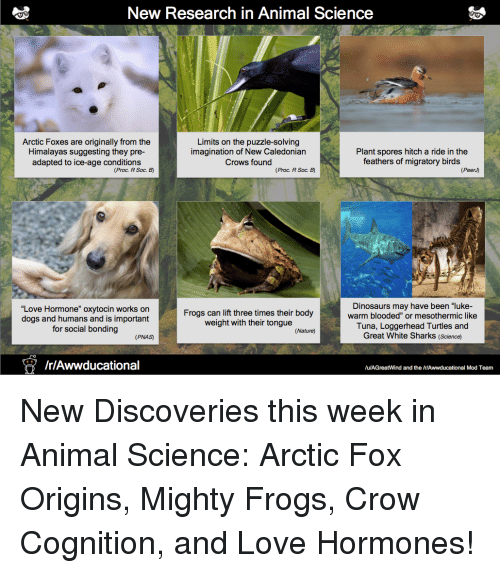 New Research in Animal Science
Arctic Foxes are originally from the
Himalayas suggesting they pre-
adapted to ice-age conditions
(Proc. R Soc. B)
Limits on the puzzle-solving
imagination of New Caledonian
Crows found
(Proc. R Soc. B)
Plant spores hitch a ride in the
feathers of migratory birds
(PeerJ)
"Love Hormone" oxytocin works on
dogs and humans and is important
for social bonding
(PNAS)
Frogs can lift three times their body
weight with their tongue
(Nature)
Dinosaurs may have been "luke-
warm blooded" or mesothermic like
Tuna, Loggerhead Turtles and
Great White Sharks (Science)
/r/Awwducational
/u/AGreatWind and the /r/Awwducational Mod Team
New Discoveries this week in
Animal Science: Arctic Fox
Origins, Mighty Frogs, Crow
Cognition, and Love Hormones!